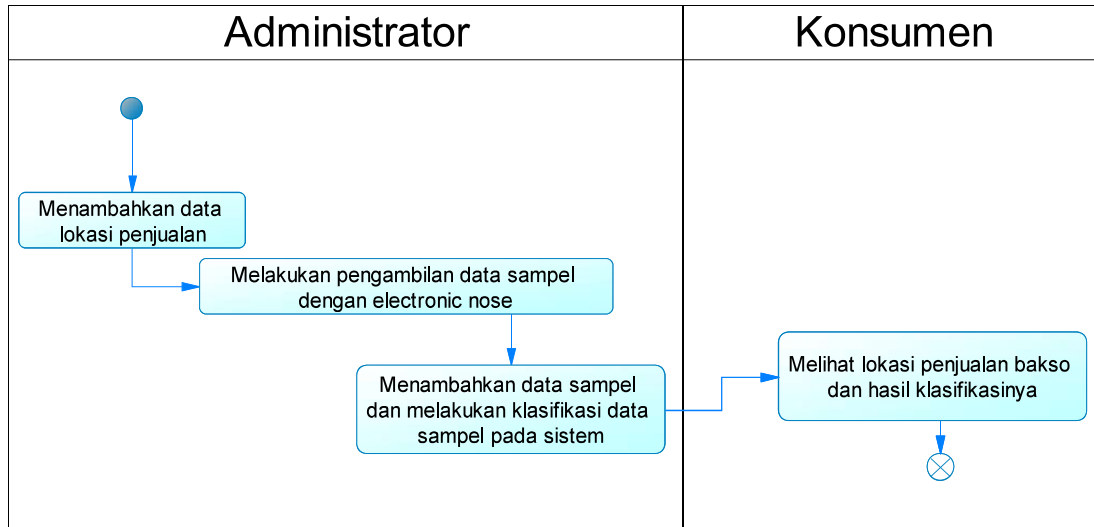 Administrator
Konsumen
Menambahkan data
lokasi penjualan
Melakukan pengambilan data sampel
dengan electronic nose
Menambahkan data sampel
dan melakukan klasifikasi data
sampel pada sistem
Melihat lokasi penjualan bakso
dan hasil klasifikasinya